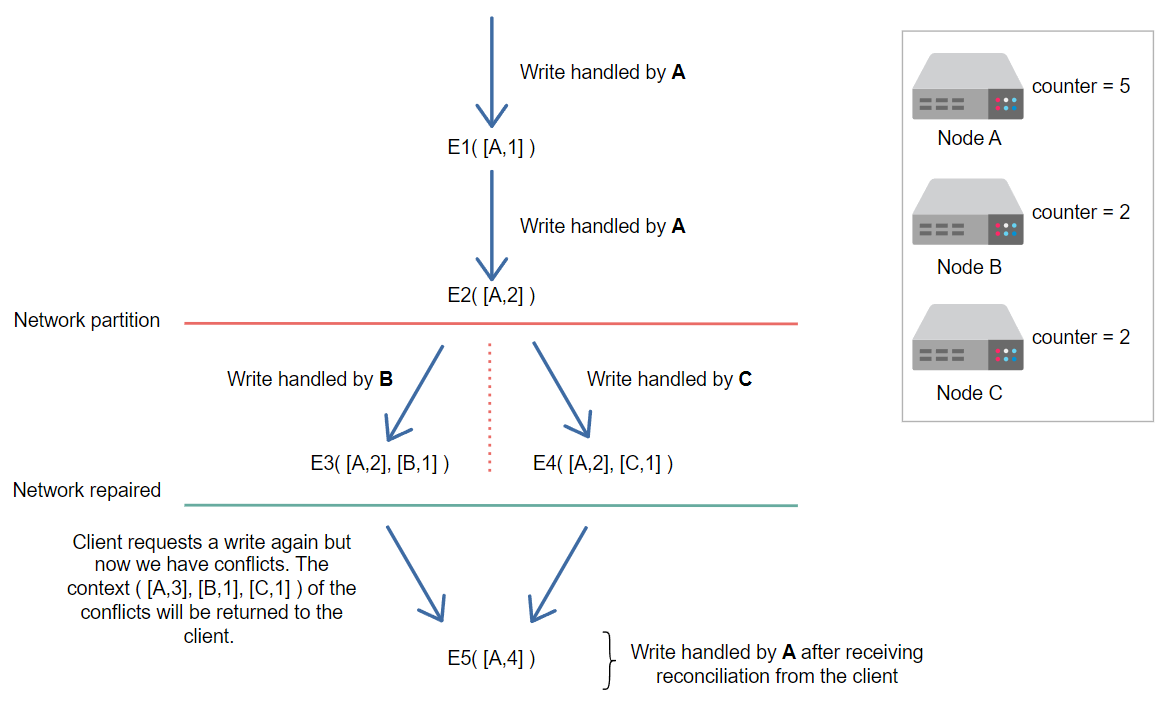 Write handled by A
E1( [A,1] )
Write handled by A
E2( [A,2] )
Network partition
Write handled by B
Write handled by C
E3( [A,2], [B,1] )
E4( [A,2], [C,1] )
Network repaired
Client requests a write again but
now we have conflicts. The
context ( [A,3], [B,1], [C,1] ) of the
conflicts will be returned to the
client.
E5( [A,4] )
Write handled by A after receiving
reconciliation from the client
counter = 5
Node A
counter = 2
Node B
counter = 2
Node C